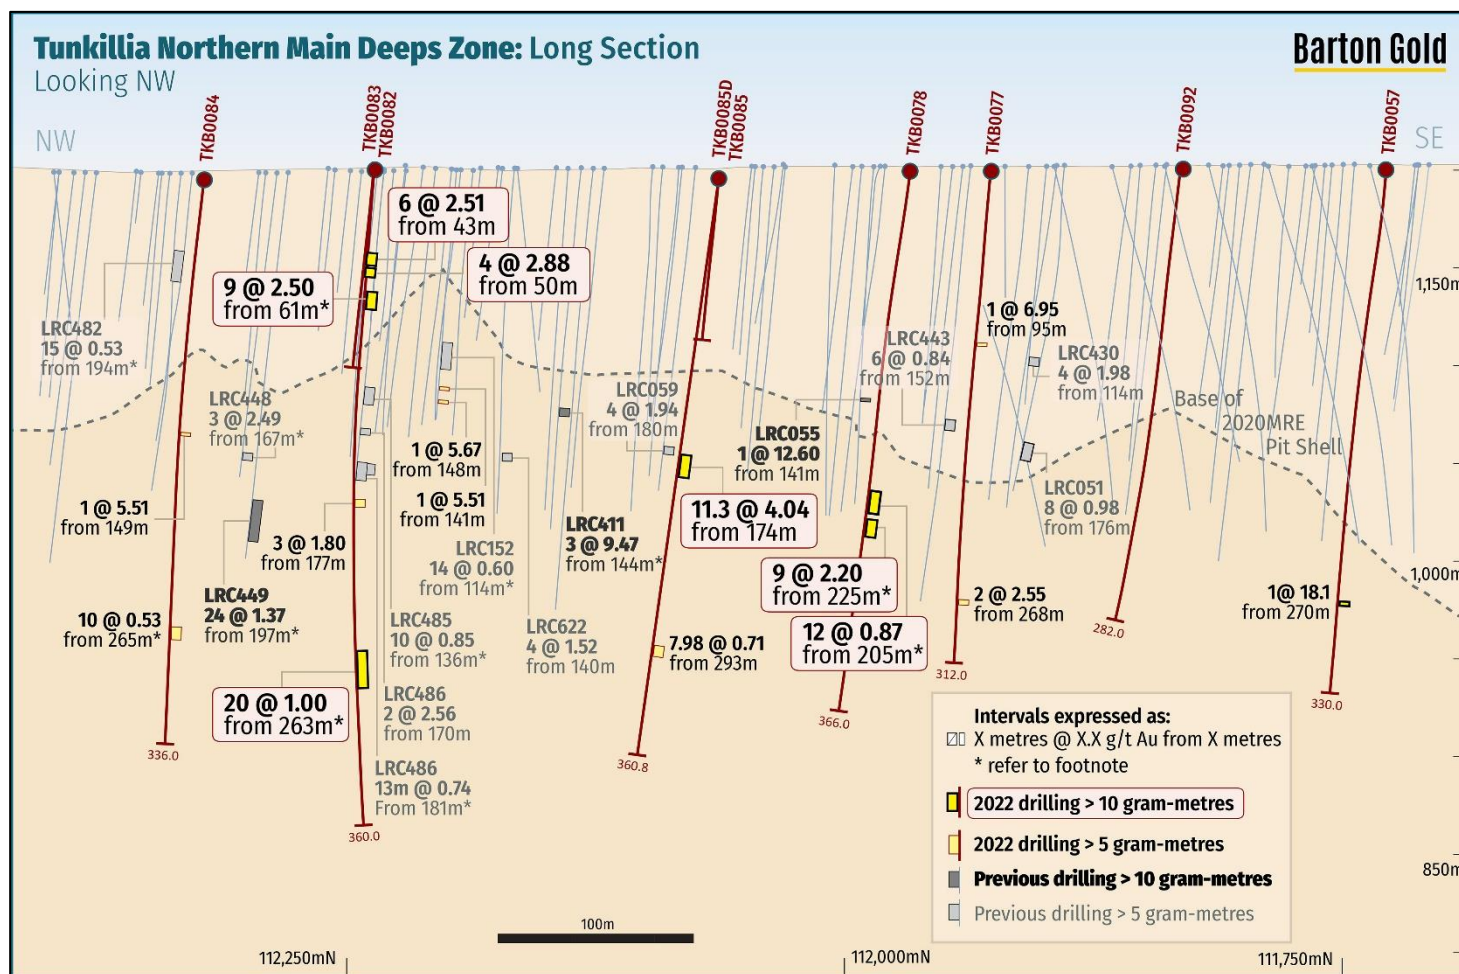 Tunkillia Northern Main Deeps Zone: Long Section
Looking NW
Barton Gold
NW
SE
TKB0084
TKB0083
TKB0082
TKB0085D
TKB0085
TKB0078
TKB0077
TKB0092
TKB0057
6 @ 2.51
from 43m
4 @ 2.88
from 50m
9 @ 2.50
from 61m*
1,150m
1 @ 6.95
from 95m
LRC482
15 @ 0.53
from 194m*
LRC443
6 @ 0.84
from 152m
LRC430
4 @ 1.98
from 114m
LRC448
3 @ 2.49
from 167m*
LRC059
4 @ 1.94
from 180m
Base of
2020MRE
Pit Shell
LRC055
1 @ 12.60
from 141m
1 @ 5.67
from 148m
1 @ 5.51
from 141m
1 @ 5.51
from 149m
LRC051
8 @ 0.98
from 176m
11.3 @ 4.04
from 174m
LRC411
3 @ 9.47
from 144m*
3 @ 1.80
from 177m
LRC152
14 @ 0.60
from 114m*
9 @ 2.20
from 225m*
1,000m
LRC449
24 @ 1.37
from 197m*
2 @ 2.55
from 268m
1@ 18.1
from 270m
10 @ 0.53
from 265m*
LRC485
10 @ 0.85
from 136m*
LRC622
4 @ 1.52
from 140m
12 @ 0.87
from 205m*
282.0
7.98 @ 0.71
from 293m
312.0
330.0
20 @ 1.00
from 263m*
LRC486
2 @ 2.56
from 170m
366.0
336.0
360.8
LRC486
13m @ 0.74
From 181m*
360.0
Intervals expressed as:
X metres @ X.X g/t Au from X metres
* refer to footnote
2022 drilling > 10 gram-metres
2022 drilling > 5 gram-metres
Previous drilling > 10 gram-metres
Previous drilling > 5 gram-metres
850m
100m
112,250mN
112,000mN
111,750mN